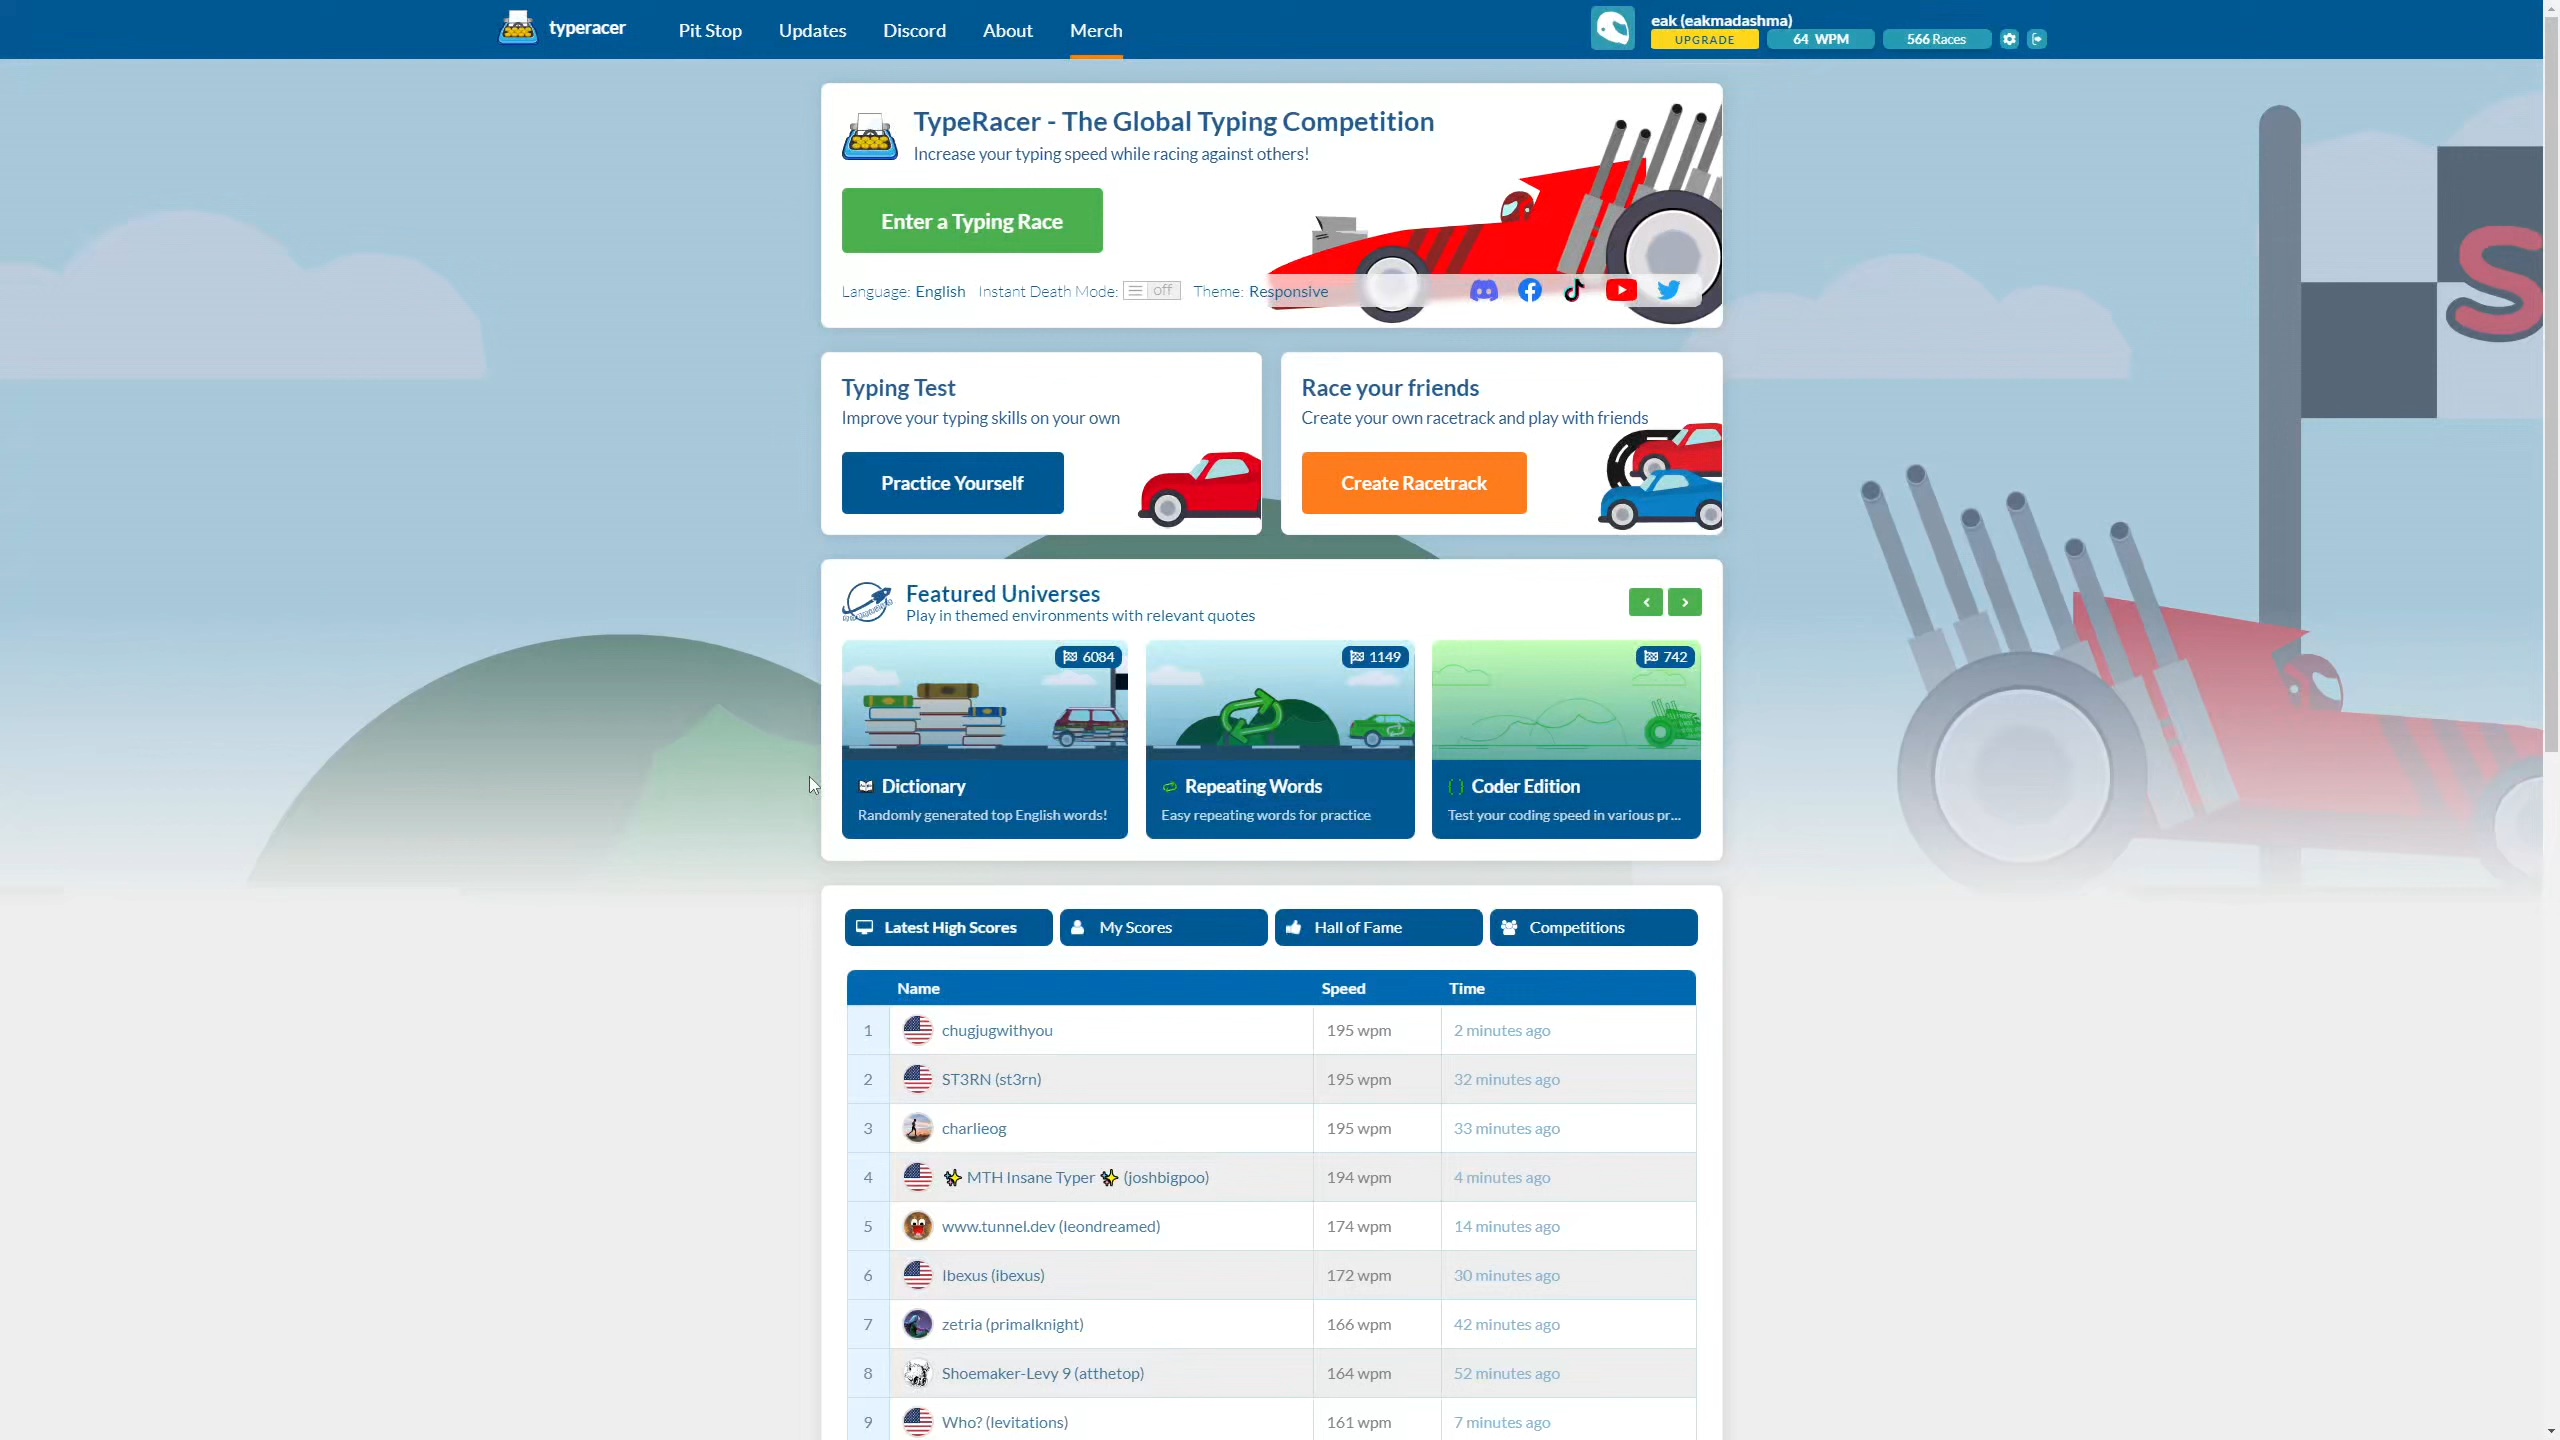 typeracer
Pit Stop
Updates
Discord
About
Merch
eak (eakmadashma)
UPGRADE
64 WPM
566 Races
TypeRacer - The Global Typing Competition
Increase your typing speed while racing against others!
Enter a Typing Race
Language: English
Instant Death Mode: off
Theme: Responsive
Typing Test
Improve your typing skills on your own
Practice Yourself
Race your friends
Create your own racetrack and play with friends
Create Racetrack
S
Featured Universes
Play in themed environments with relevant quotes
6084
Dictionary
Randomly generated top English words!
1149
Repeating Words
Easy repeating words for practice
742
Coder Edition
Test your coding speed in various pr...
Latest High Scores
My Scores
Hall of Fame
Competitions
Name Speed Time
1 chugjugwithyou 195 wpm 2 minutes ago
2 ST3RN (st3rn) 195 wpm 32 minutes ago
3 charlieog 195 wpm 33 minutes ago
4 ✨ MTH Insane Typer ✨ (joshbigpoo) 194 wpm 4 minutes ago
5 www.tunnel.dev (leondreamed) 174 wpm 14 minutes ago
6 Ibexus (ibexus) 172 wpm 30 minutes ago
7 zetria (primalknight) 166 wpm 42 minutes ago
8 Shoemaker-Levy 9 (atthetop) 164 wpm 52 minutes ago
9 Who? (levitations) 161 wpm 7 minutes ago